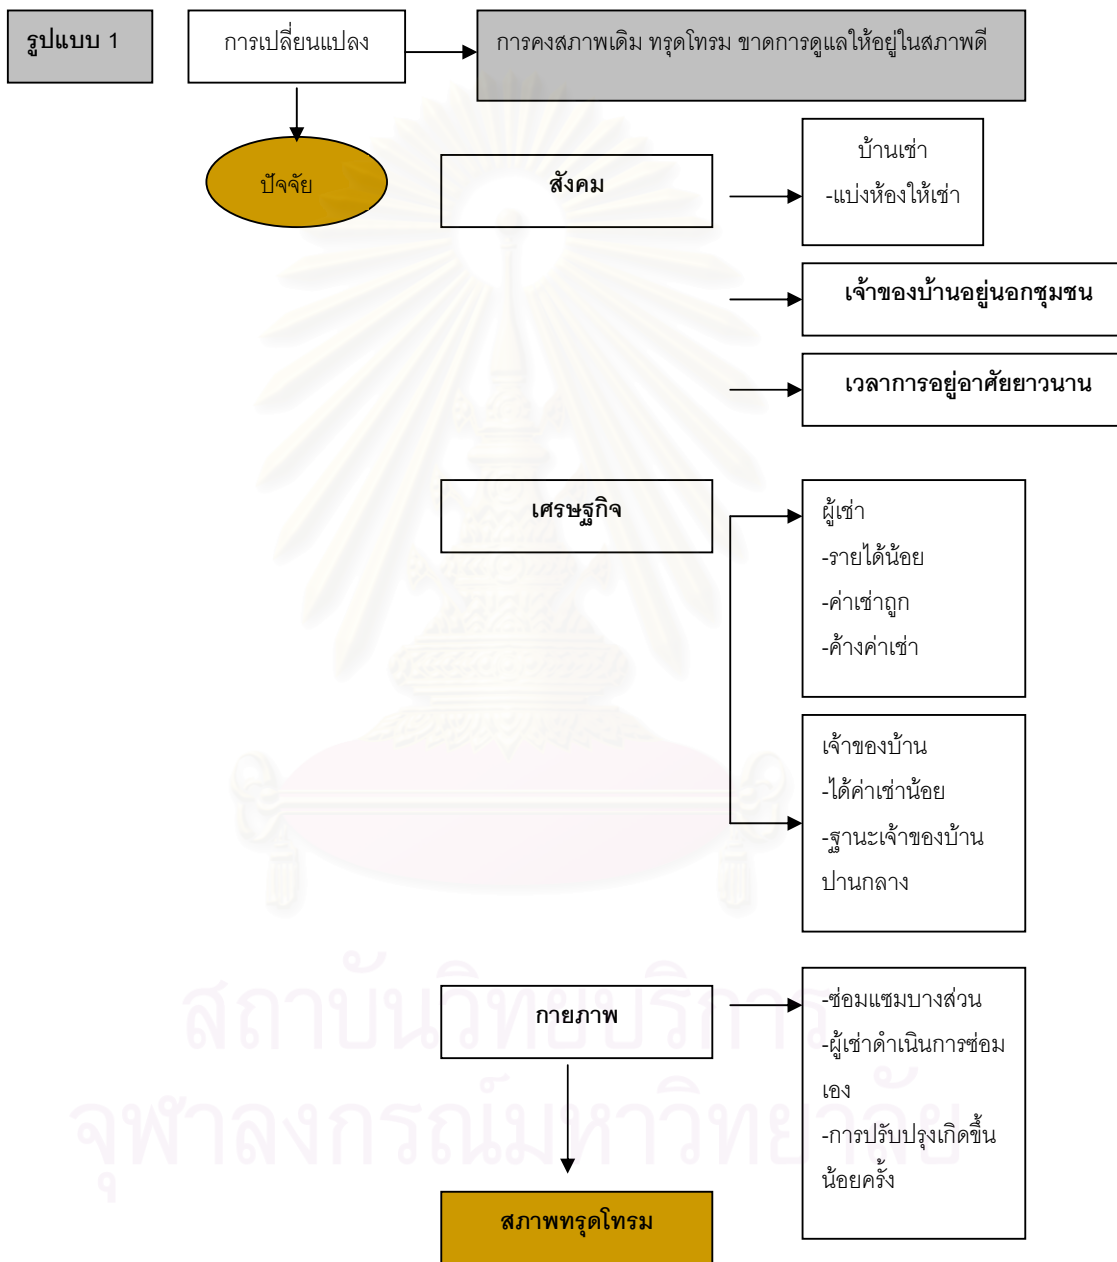 รูปแบบ 1
การเปลี่ยนแปลง
การคงสภาพเดิม ทรุดโทรม ขาดการดูแลให้อยู่ในสภาพดี
ปัจจัย
สังคม
บ้านเช่า
-แบ่งห้องให้เช่า
เจ้าของบ้านอยู่นอกชุมชน
เวลาการอยู่อาศัยยาวนาน
เศรษฐกิจ
ผู้เช่า
-รายได้น้อย
-ค่าเช่าถูก
-ค้างค่าเช่า
เจ้าของบ้าน
-ได้ค่าเช่าน้อย
-ฐานะเจ้าของบ้าน
ปานกลาง
กายภาพ
-ซ่อมแซมบางส่วน
-ผู้เช่าดำเนินการซ่อม
เอง
-การปรับปรุงเกิดขึ้น
น้อยครั้ง
สภาพทรุดโทรม
สถาบันวิทยบริการ
จุฬาลงกรณ์มหาวิทยาลัย